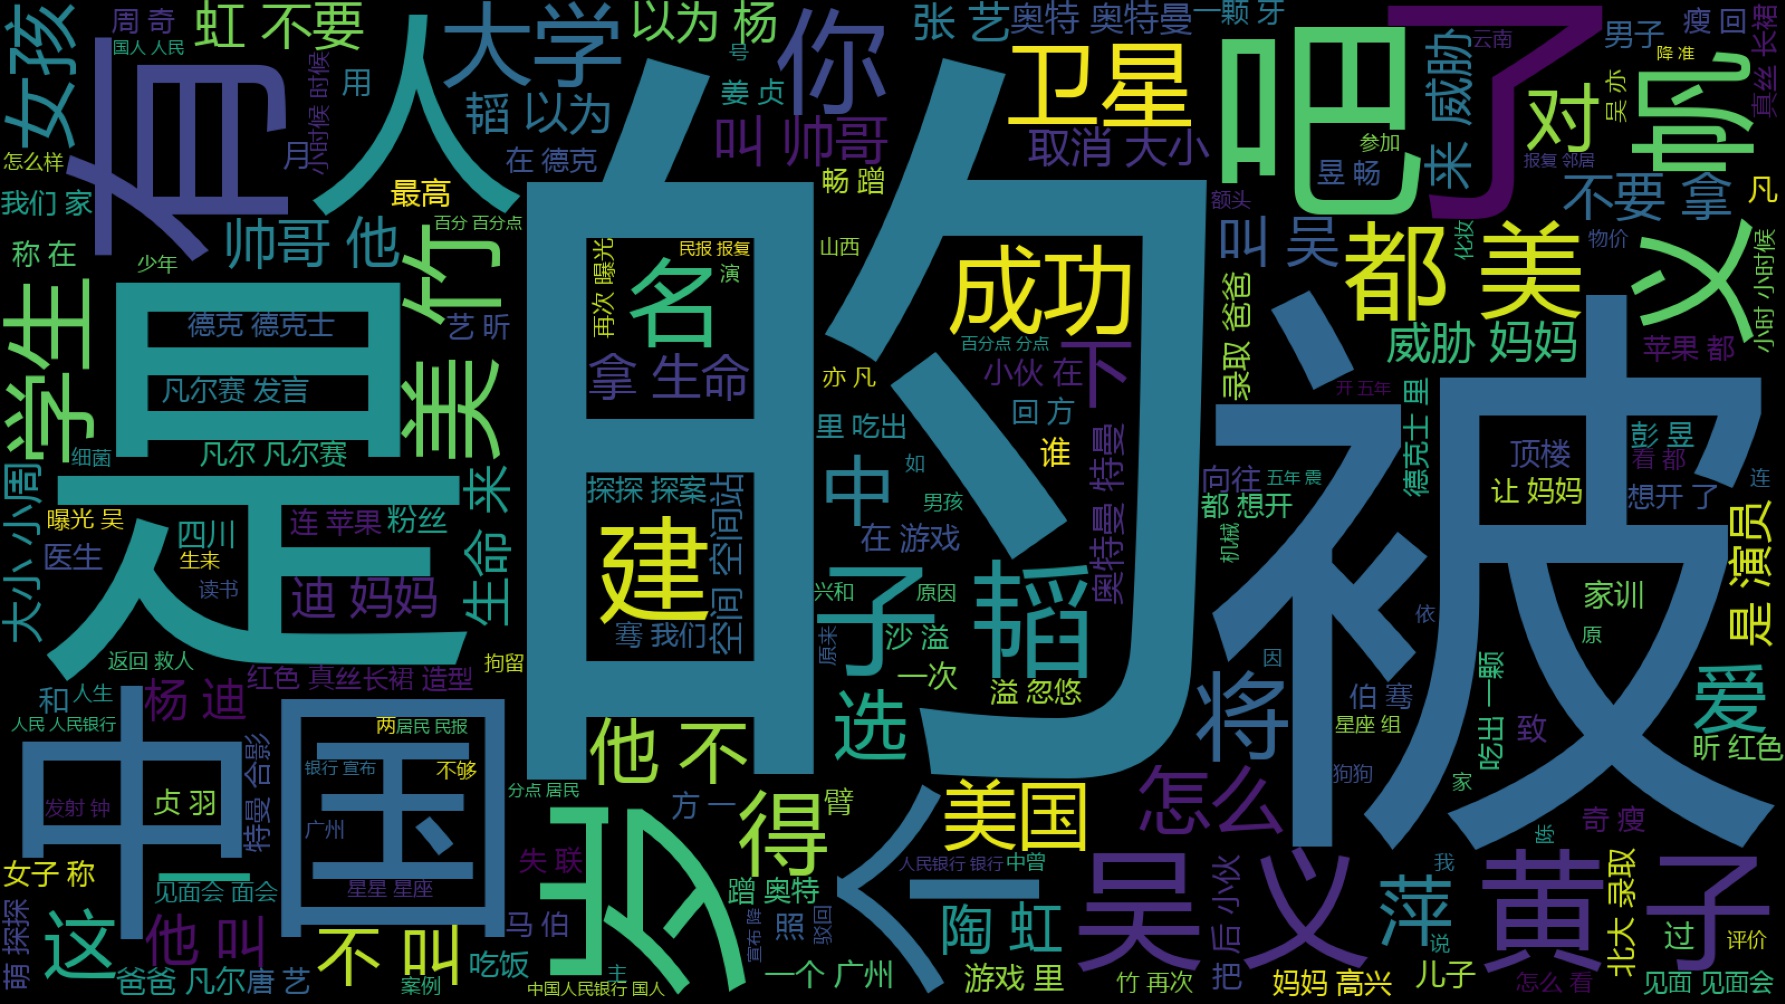 女孩
周 奇
国人 人民
有
虹 不要
小时候 时候
用
月
人
大学
韬 以为
在 德克
以为 杨
号
姜 贞
叫 帅哥
你
张 艺
奥特 奥特曼
一颗 牙
卫星
取消 大小
吧
参加
昱 畅
了
来 威胁
云南
男子
瘦 回
降 准
长裙
真丝
对
吴 亦
报复 邻居
帆
不要 拿
凡
怎么样
我们 家
称 在
少年
最高
帅哥 他
百分 百分点
畅 蹭
山西
额头
叫 吴
都 美
化妆
物价
义
小时 小时候
是
德克 德克士
凡尔赛 发言
凡尔 凡尔赛
竹
艺 昕
美
的
再次 曝光
民报 报复
演
名
拿 生命
成功
百分点 分点
小伙 在
下
亦 凡
录取 爸爸
威胁 妈妈
苹果 都
开 五年
被
学生
细菌
里 吃出
回 方
谁
奥特曼 特曼
德克士 里
顶楼
彭 昱
看 都
大小 小周
曝光 吴
医生
四川
生来
读书
连 苹果
粉丝
迪 妈妈
生命 来
探探 探案
空间 空间站
建
骞 我们
中
如
男孩
在 游戏
向往
五年 震
都 想开
机械
让 妈妈
想开 了
连
是 演员
兴和
原因
原来
子
沙 溢
一次
溢 忽悠
韬
依
家训
原
返回 救人
红色 真丝长裙 造型
拘留
和
人生
杨 迪
人民 人民银行
中国
发射 钟
贞 羽
特曼 合影
两
居民 民报
银行 宣布
不够
广州
星星 星座
他 不
选
将
因
伯 骞
星座 组
狗狗
吃出 一颗
致
家
爱
昕 红色
分点 居民
方 一
得
臂
美国
怎么
陈
奇 瘦
女子 称
见面会 面会
失 联
岁
蹭 奥特
人民银行 银行
中曾
个
吴
义
把 后 小伙
萍
我
说
黄
北大 录取
子
萌 探探
这
他 叫
爸爸 凡尔
唐 艺
不 叫
案例
马 伯
吃饭
主
中国人民银行 国人
宣布 降
照
驳回
一个 广州
陶 虹
游戏 里
竹 再次
妈妈 高兴
儿子
怎么 看
过
评价
见面 见面会